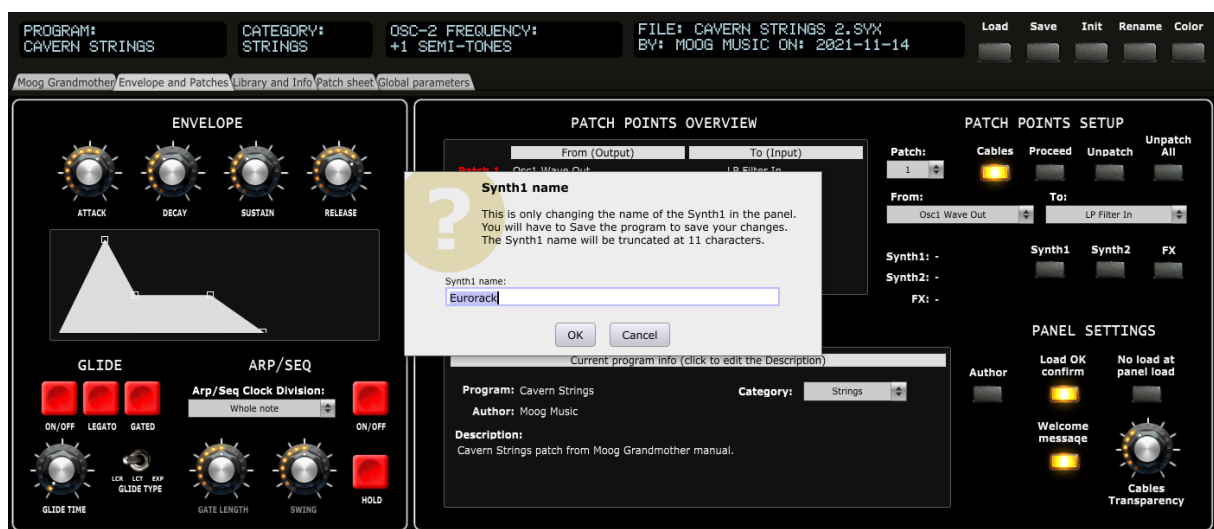 PROGRAM:
CAVERN STRINGS
CATEGORY:
STRINGS
OSC-2 FREQUENCY:
+1 SEMI-TONES
FILE: CAVERN STRINGS 2.SYX
BY: MOOG MUSIC ON: 2021-11-14
Load Save Init Rename Color
Moog Grandmother Envelope and Patches Library and Info Patch sheet Global parameters
ENVELOPE
ATTACK DECAY SUSTAIN RELEASE
GLIDE
ON/OFF LEGATO GATED
LCR LCT EXP
GLIDE TYPE
GLIDE TIME
ARP/SEQ
Arp/Seq Clock Division:
Whole note
ON/OFF
GATE LENGTH SWING
HOLD
PATCH POINTS OVERVIEW
From (Output) To (Input)
Patch 1 Osc1 Wave Out LP Filter In
Synth1 name
This is only changing the name of the Synth1 in the panel.
You will have to Save the program to save your changes.
The Synth1 name will be truncated at 11 characters.
Synth1 name:
Eurorack
OK Cancel
Current program info (click to edit the Description)
Program: Cavern Strings
Category: Strings
Author: Moog Music
Description:
Cavern Strings patch from Moog Grandmother manual.
PATCH POINTS SETUP
Patch:
1
Cables Proceed Unpatch Unpatch All
From:
Osc1 Wave Out
To:
LP Filter In
Synth1: -
Synth2: -
FX: -
Synth1 Synth2 FX
PANEL SETTINGS
Author
Load OK
confirm
No load at
panel load
Welcome
message
Cables
Transparency